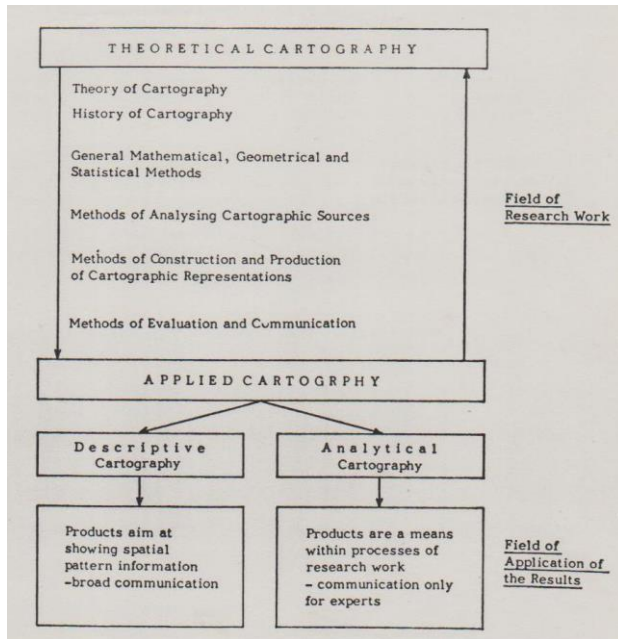 THEORETICAL CARTOGRAPHY
Theory of Cartography
History of Cartography
General Mathematical, Geometrical and
Statistical Methods
Field of
Research Work
Methods of Analysing Cartographic Sources
Methods of Construction and Production
of Cartographic Representations
Methods of Evaluation and Communication
APPLIED CARTOGRPHY
Descriptive
Cartography
Analytical
Cartography
Products aim at
showing spatial
pattern information
-broad communication
Products are a means
within processes of
research work
- communication only
for experts
Field of
Application of
the Results